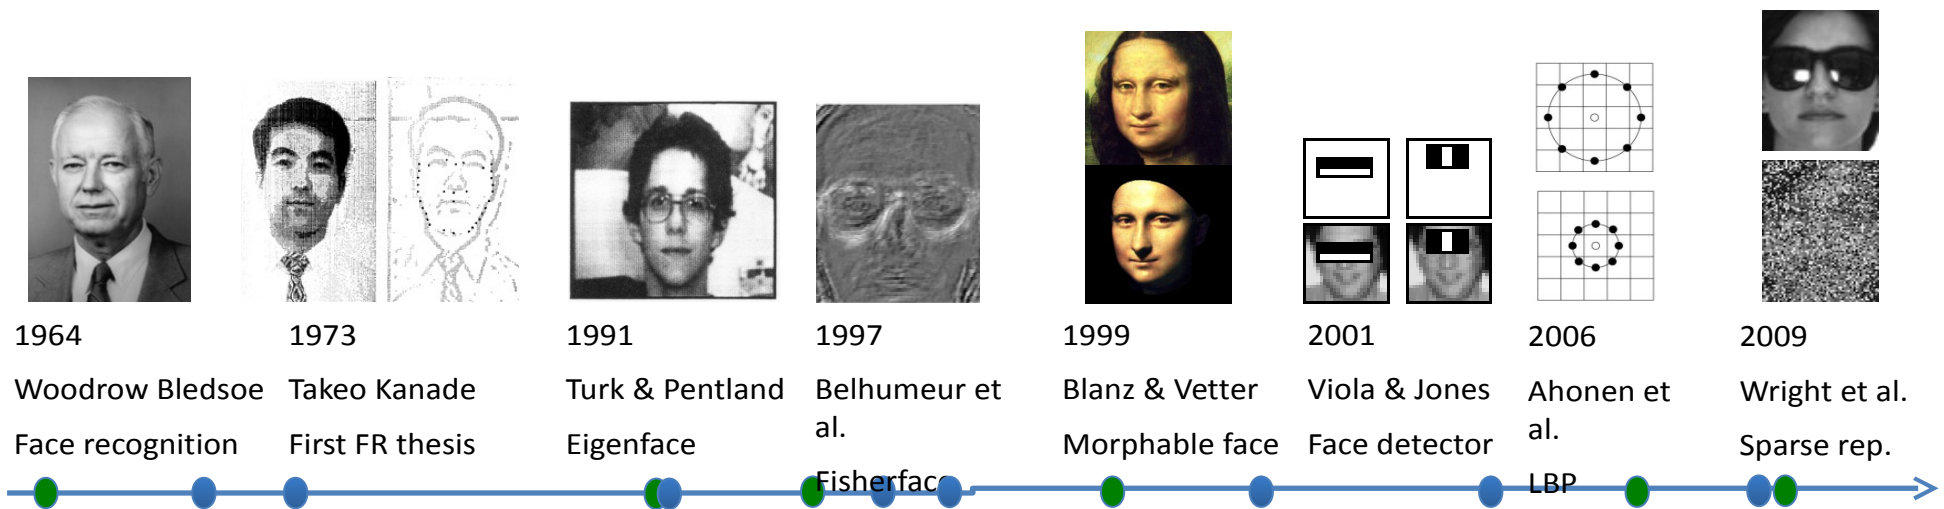 1964
Woodrow Bledsoe
Face recognition
1973
Takeo Kanade
First FR thesis
1991
Turk & Pentland
Eigenface
1997
Belhumeur et
al.
Fisherface
1999
Blanz & Vetter
Morphable face
2001
Viola & Jones
Face detector
2006
Ahonen et
al.
LBP
2009
Wright et al.
Sparse rep.